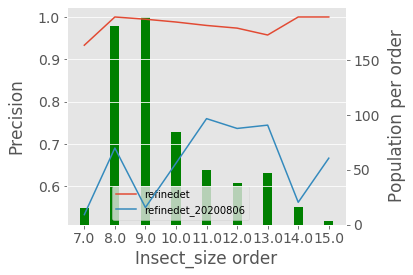 1.0
0.9
0.8
0.7
0.6
Precision
150
100
50
0
Population per order
refinedet
refinedet_20200806
7.0 8.0 9.0 10.0 11.0 12.0 13.0 14.0 15.0
Insect_size order